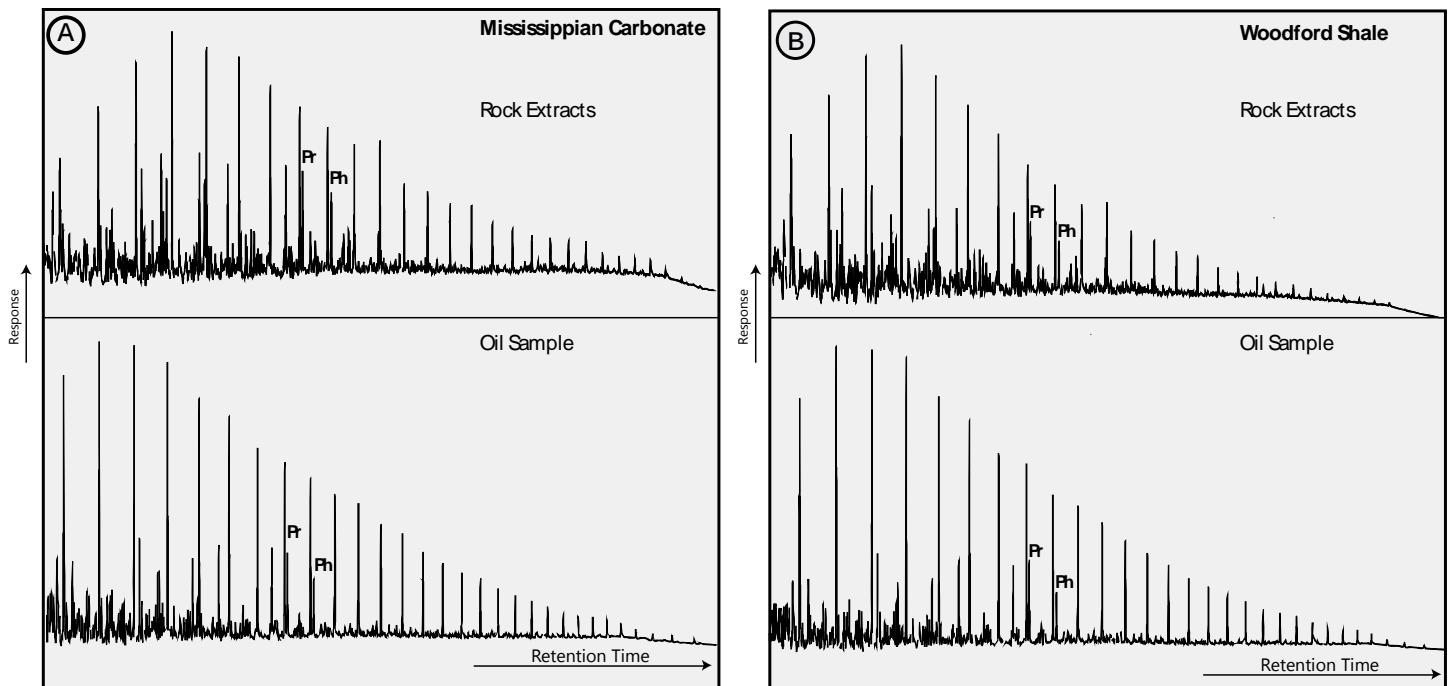 A
Mississippian Carbonate
Rock Extracts
Pr
Ph
Response
Oil Sample
Pr
Ph
Retention Time
B
Woodford Shale
Rock Extracts
Pr
Ph
Response
Oil Sample
Pr
Ph
Retention Time